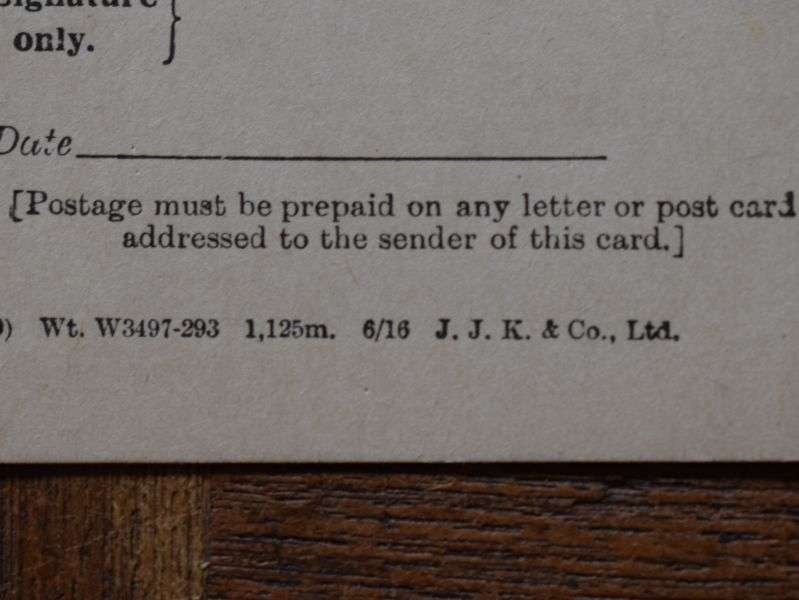 signature
only. }
Date
[Postage must be prepaid on any letter or post card
addressed to the sender of this card.]
) Wt. W3497-293 1,125m. 6/16 J. J. K. & Co., Ltd.